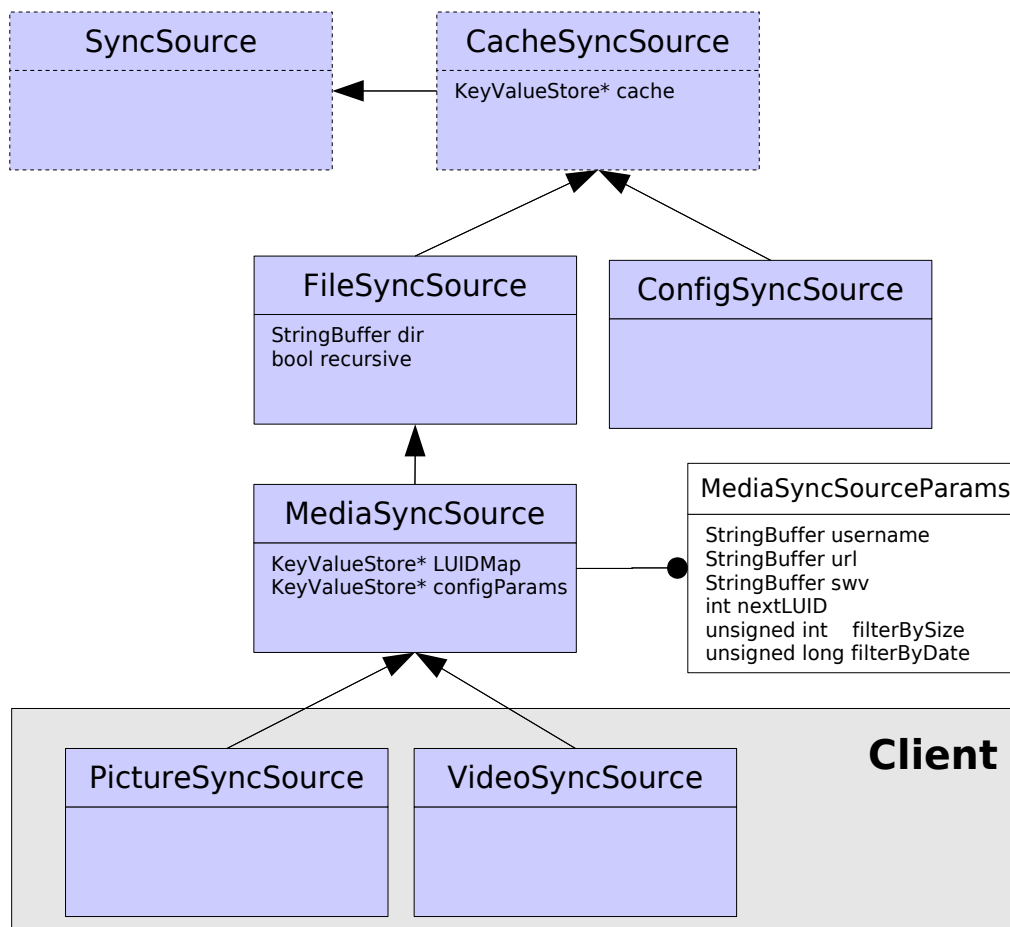 SyncSource
CacheSyncSource
KeyValueStore* cache
FileSyncSource
StringBuffer dir
bool recursive
ConfigSyncSource
MediaSyncSource
KeyValueStore* LUIDMap
KeyValueStore* configParams
MediaSyncSourceParams
StringBuffer username
StringBuffer url
StringBuffer swv
int nextLUID
unsigned int    filterBySize
unsigned long filterByDate
Client
PictureSyncSource
VideoSyncSource